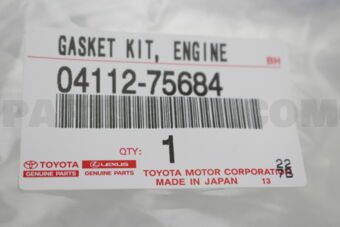 GASKET KIT, ENGINE
BH
04112-75684
QTY:
1
TOYOTA
GENUINE PARTS
LEXUS
GENUINE PARTS
TOYOTA MOTOR CORPORATION
MADE IN JAPAN 13
22